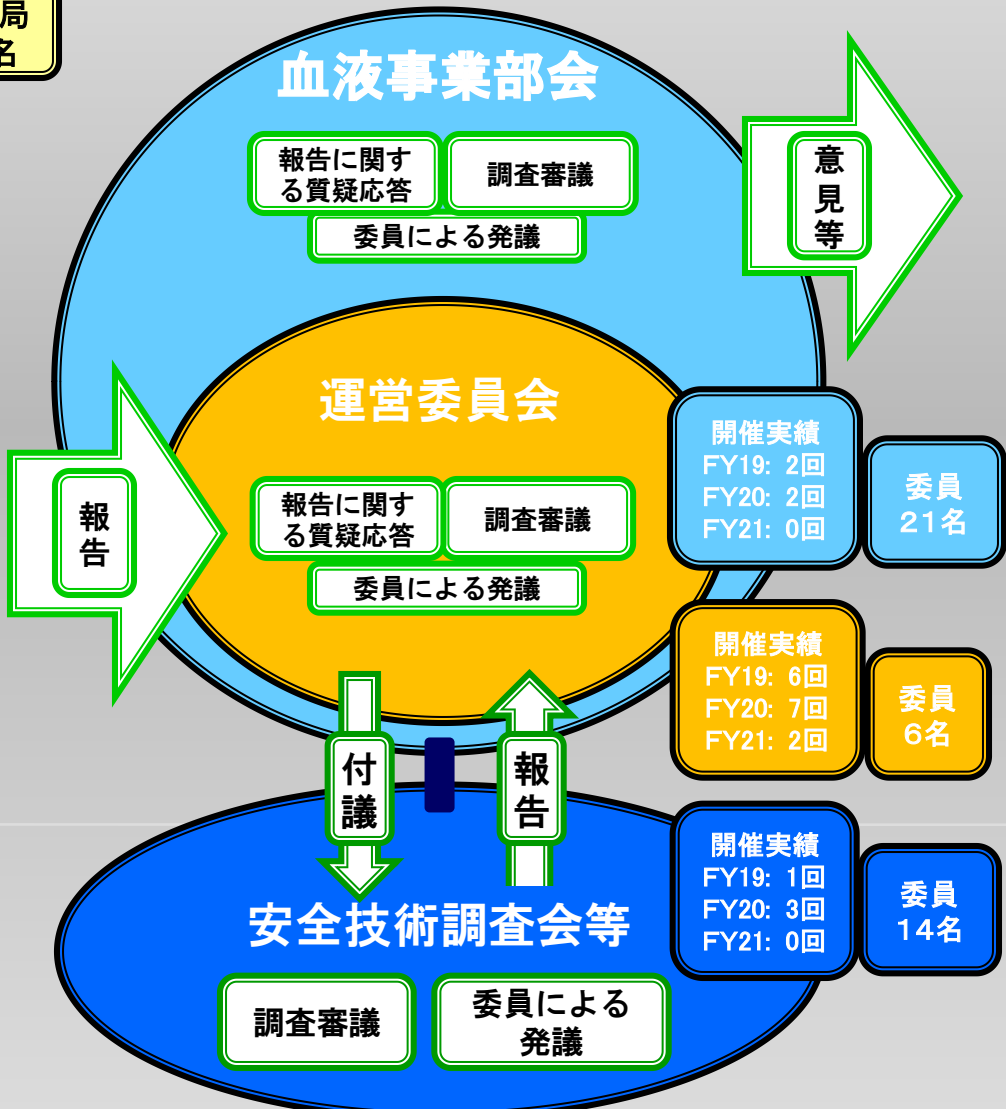 局
名
血液事業部会
報告に関す
る質疑応答
調査審議
委員による発議
意
見
等
運営委員会
報告に関す
る質疑応答
調査審議
委員による発議
報
告
開催実績
FY19: 2回
FY20: 2回
FY21: 0回
委員
21名
開催実績
FY19: 6回
FY20: 7回
FY21: 2回
委員
6名
付
議
報
告
安全技術調査会等
調査審議
委員による
発議
開催実績
FY19: 1回
FY20: 3回
FY21: 0回
委員
14名